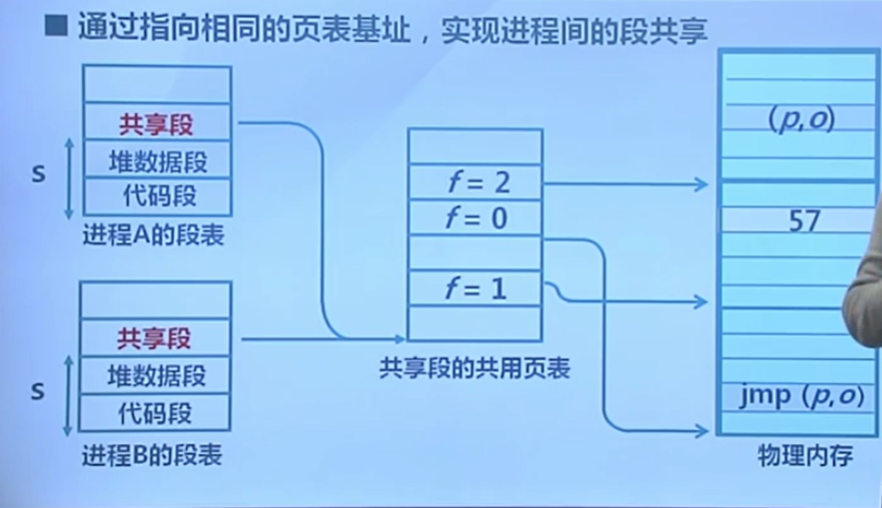 ■ 通过指向相同的页表基址，实现进程间的段共享
共享段
S
堆数据段
代码段
进程A的段表
共享段
S
堆数据段
代码段
进程B的段表
f = 2
f = 0
f = 1
共享段的共用页表
(p,o)
57
jmp (p,o)
物理内存